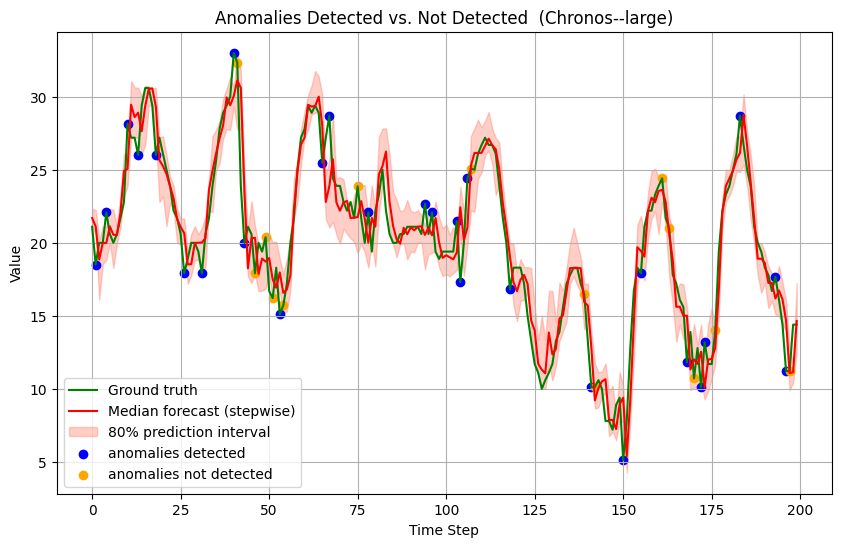 Anomalies Detected vs. Not Detected  (Chronos--large)
Value
30
25
20
15
10
5
Ground truth
Median forecast (stepwise)
80% prediction interval
anomalies detected
anomalies not detected
0 25 50 75 100 125 150 175 200
Time Step